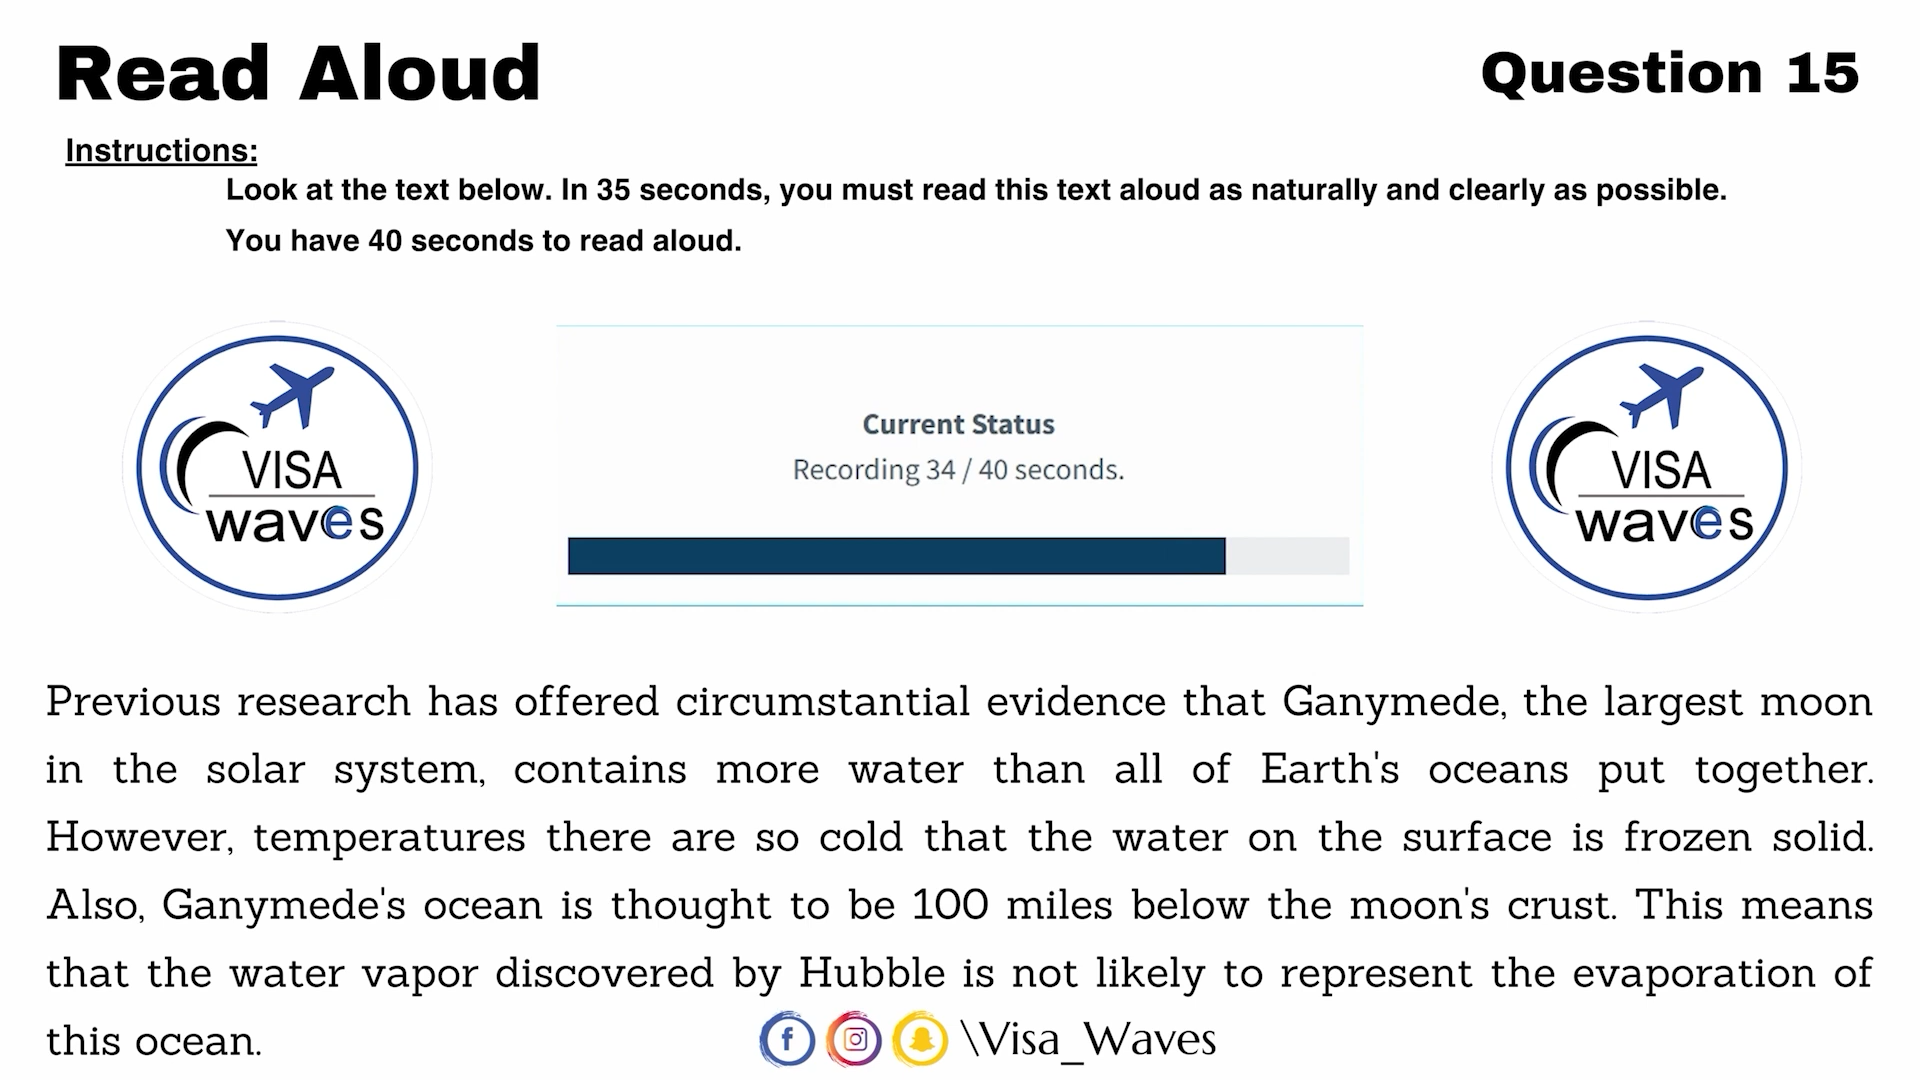 Read Aloud
Question 15
Instructions:
Look at the text below. In 35 seconds, you must read this text aloud as naturally and clearly as possible.
You have 40 seconds to read aloud.
VISA
waves
Current Status
Recording 34 / 40 seconds.
VISA
waves
Previous research has offered circumstantial evidence that Ganymede, the largest moon
in the solar system, contains more water than all of Earth's oceans put together.
However, temperatures there are so cold that the water on the surface is frozen solid.
Also, Ganymede's ocean is thought to be 100 miles below the moon's crust. This means
that the water vapor discovered by Hubble is not likely to represent the evaporation of
this ocean.
\Visa_Waves